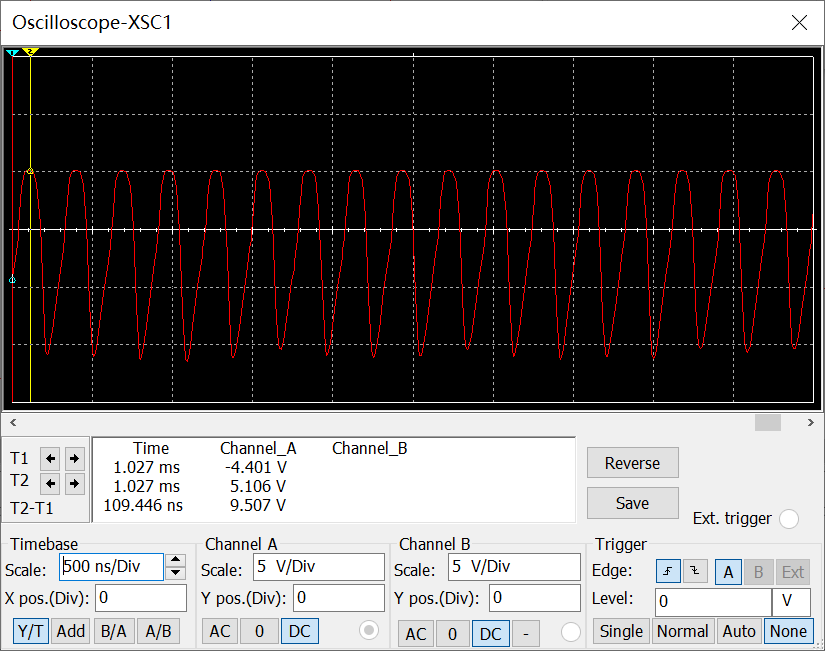 Oscilloscope-XSC1
1
2
Time Channel_A Channel_B
T1 1.027 ms -4.401 V
T2 1.027 ms 5.106 V
T2-T1 109.446 ns 9.507 V
Reverse
Save
Ext. trigger
Timebase
Scale: 500 ns/Div
X pos.(Div): 0
Y/T Add B/A A/B
Channel A
Scale: 5 V/Div
Y pos.(Div): 0
AC 0 DC
Channel B
Scale: 5 V/Div
Y pos.(Div): 0
AC 0 DC -
Trigger
Edge: A B Ext
Level: 0 V
Single Normal Auto None